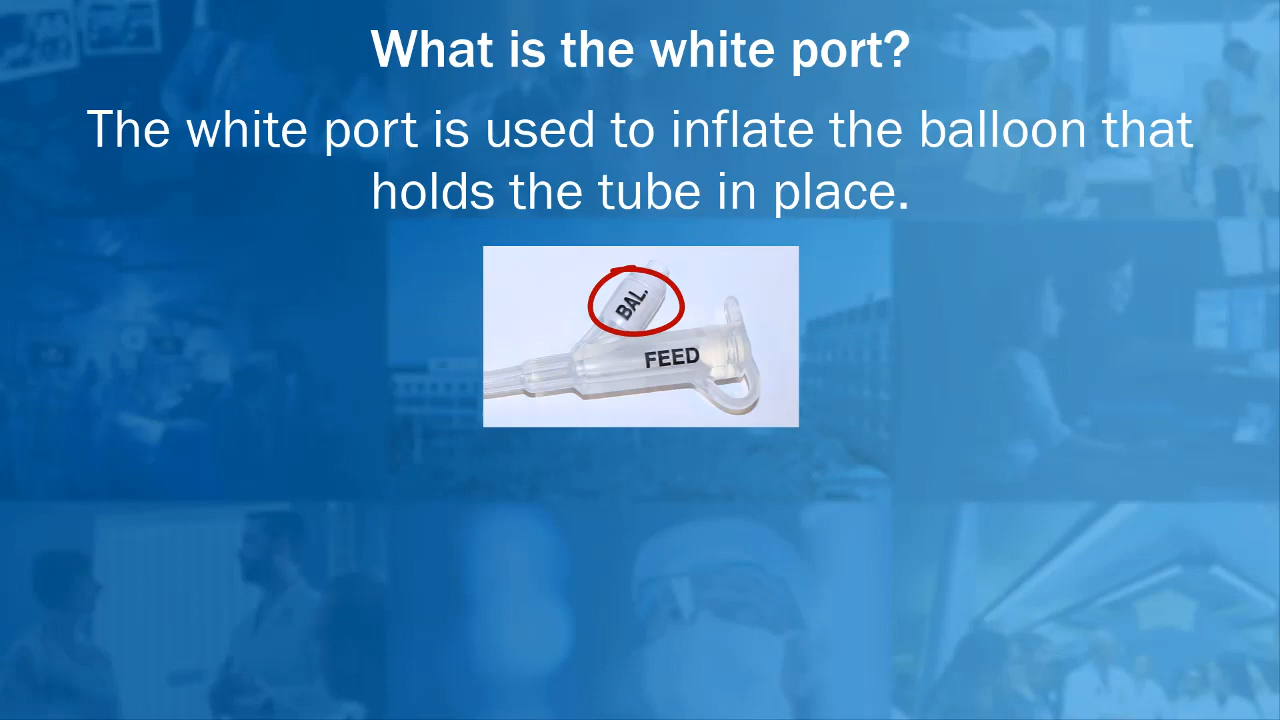 What is the white port?
The white port is used to inflate the balloon that
holds the tube in place.
BAL.
FEED